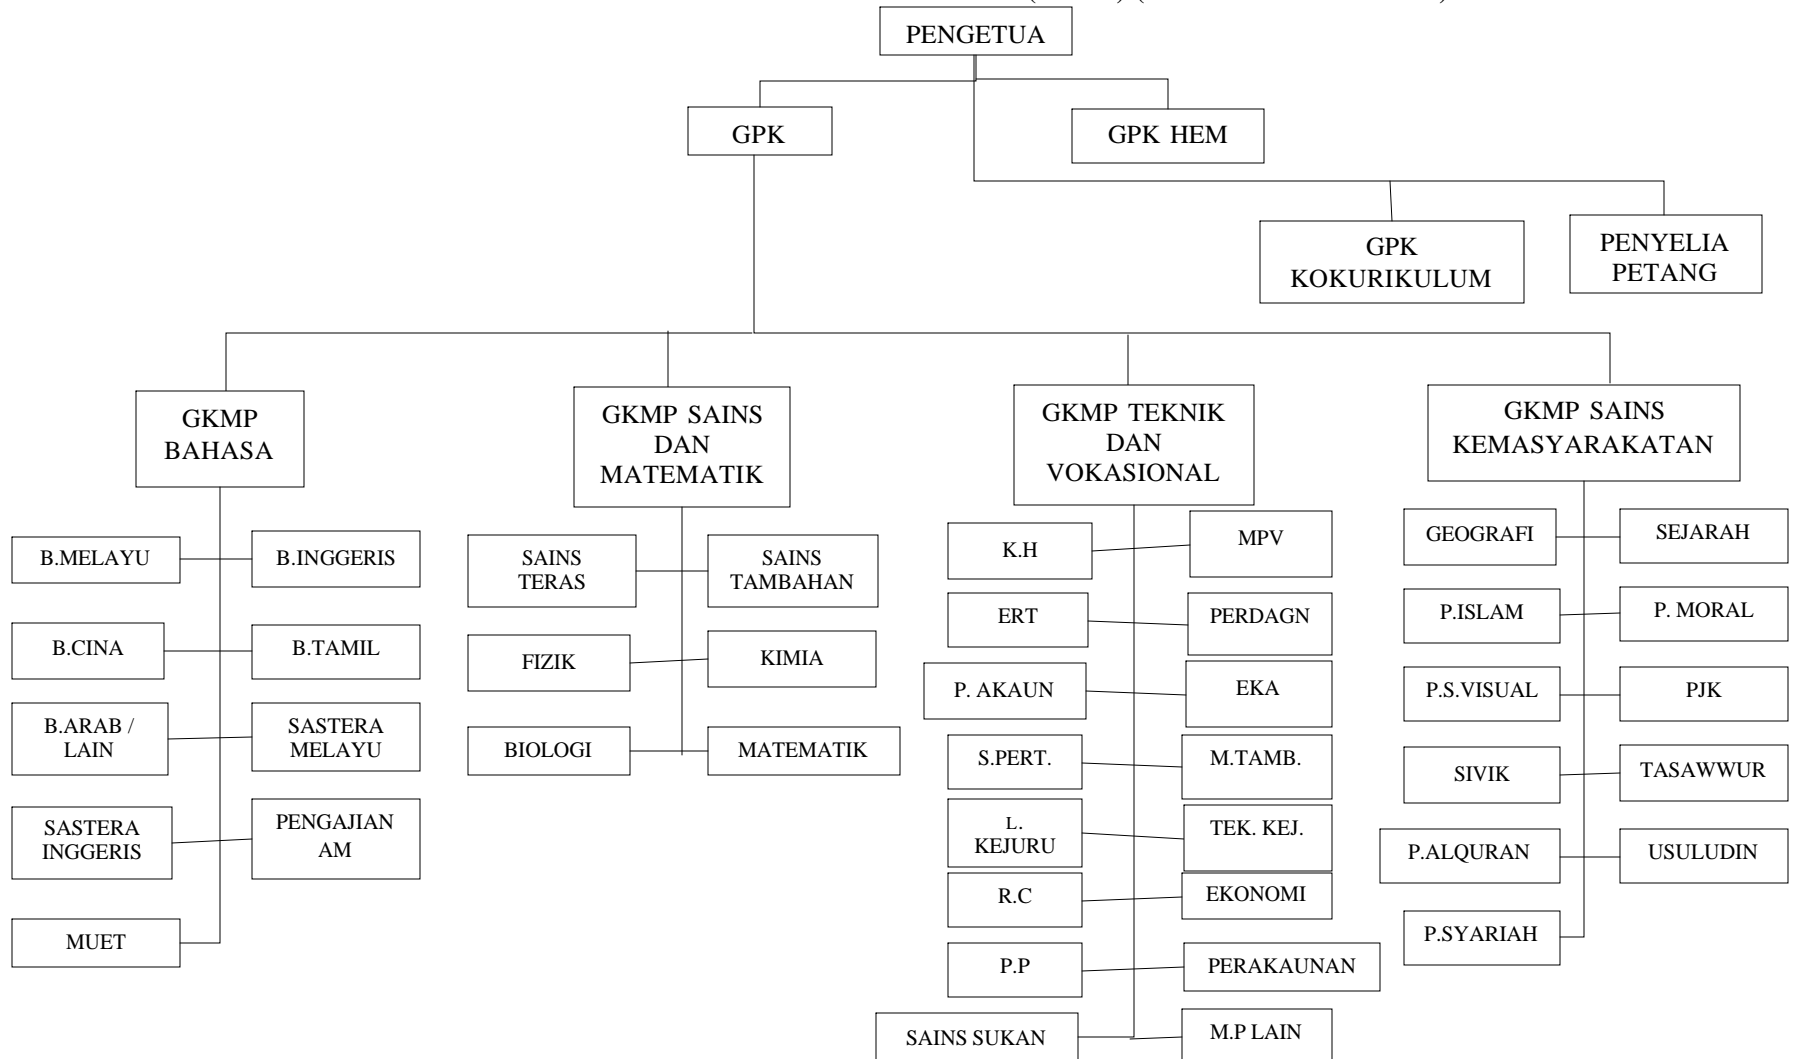 PENGETUA
GPK
GPK HEM
GPK
KOKURIKULUM
PENYELIA
PETANG
GKMP
BAHASA
GKMP SAINS
DAN
MATEMATIK
GKMP TEKNIK
DAN
VOKASIONAL
GKMP SAINS
KEMASYARAKATAN
B.MELAYU
B.INGGERIS
B.CINA
B.TAMIL
B.ARAB /
LAIN
SASTERA
MELAYU
SASTERA
INGGERIS
PENGAJIAN
AM
MUET
SAINS
TERAS
SAINS
TAMBAHAN
FIZIK
KIMIA
BIOLOGI
MATEMATIK
K.H
MPV
ERT
PERDAGN
P. AKAUN
EKA
S.PERT.
M.TAMB.
L.
KEJURU
TEK. KEJ.
R.C
EKONOMI
P.P
PERAKAUNAN
SAINS SUKAN
M.P LAIN
GEOGRAFI
SEJARAH
P.ISLAM
P. MORAL
P.S.VISUAL
PJK
SIVIK
TASAWWUR
P.ALQURAN
USULUDIN
P.SYARIAH